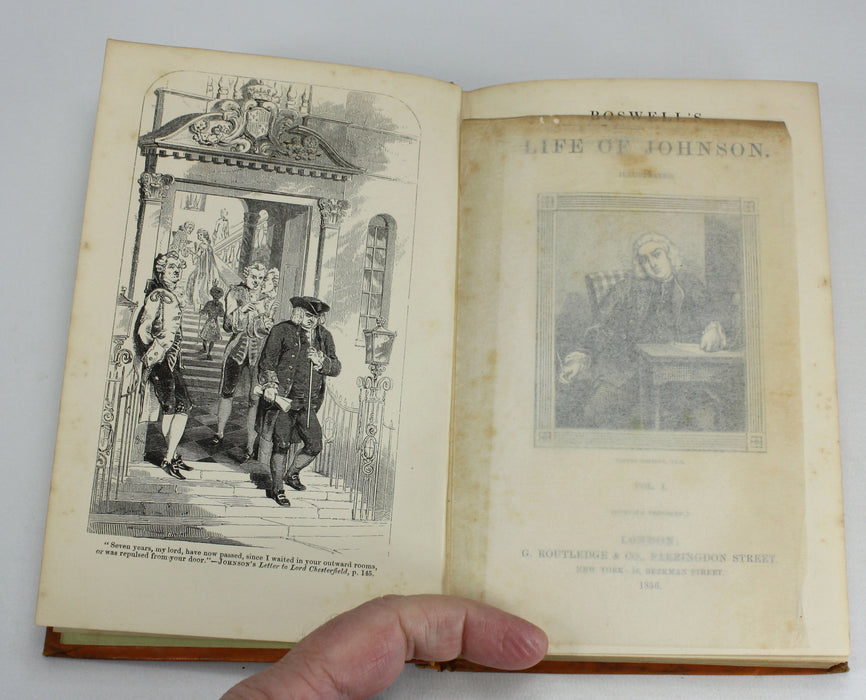 "Seven years, my lord, have now passed, since I waited in your outward rooms,
or was repulsed from your door."—JOHNSON'S Letter to Lord Chesterfield, p. 145.
BOSWELL'S
LIFE OF JOHNSON.
ILLUSTRATED
VOL. I.
LONDON;
G. ROUTLEDGE & CO., FARRINGDON STREET.
NEW YORK: 18, BEEKMAN STREET.
1856.